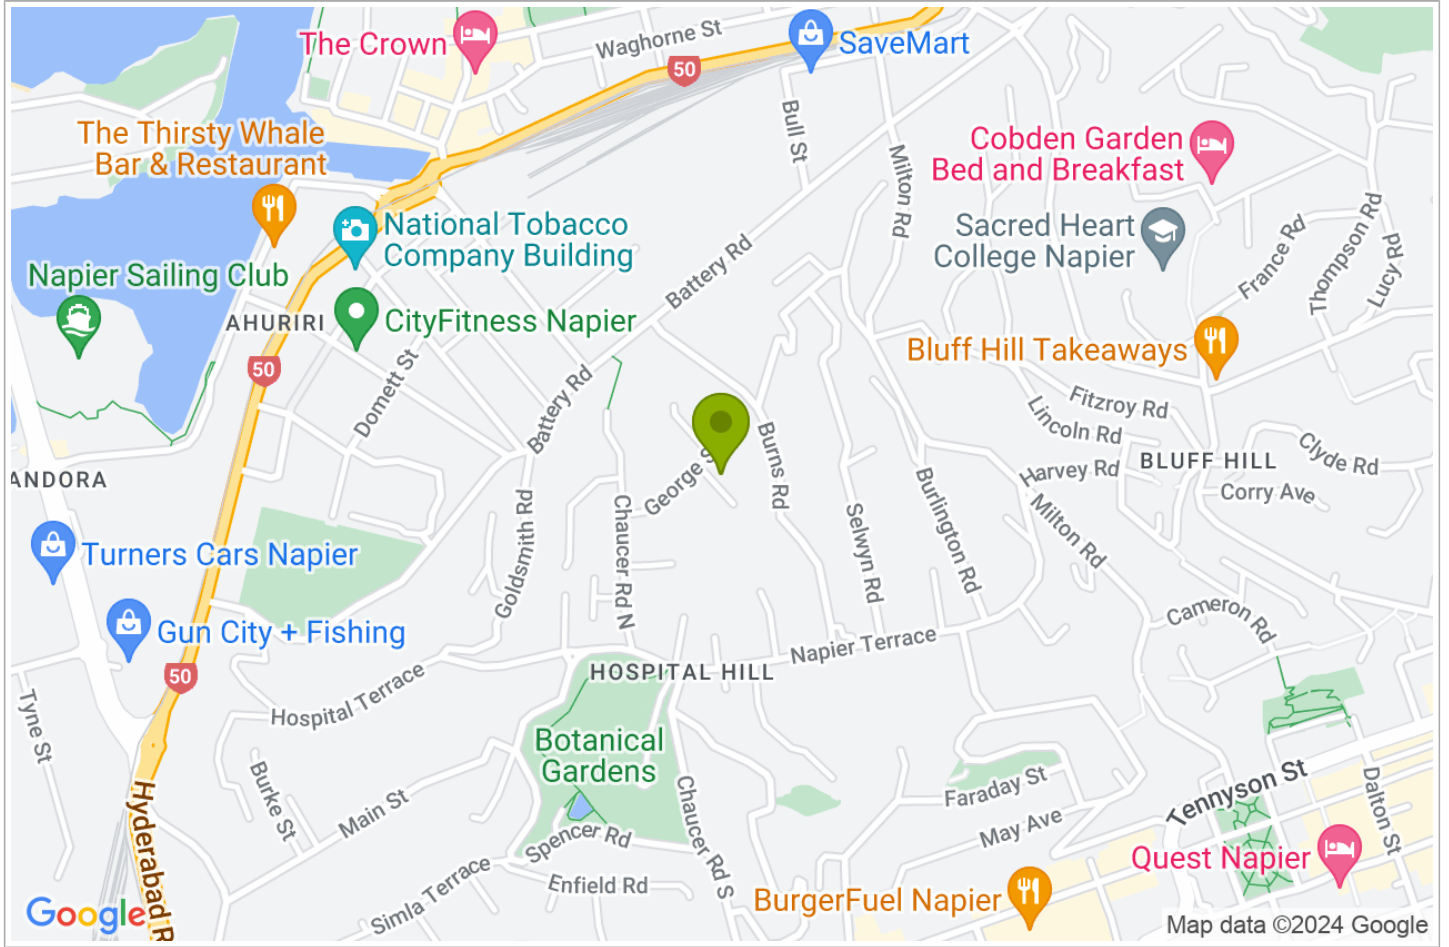 The Crown
Waghorne St
50
SaveMart
The Thirsty Whale
Bar & Restaurant
Bull St
Milton Rd
Cobden Garden
Bed and Breakfast
National Tobacco
Company Building
Sacred Heart
College Napier
Battery Rd
France Rd
Thompson Rd
Lucy Rd
Napier Sailing Club
AHURIRI
CityFitness Napier
50
Domett St
Battery Rd
Bluff Hill Takeaways
Fitzroy Rd
Lincoln Rd
Burns Rd
Clyde Rd
BLUFF HILL
Harvey Rd
Corry Ave
ANDORA
George S
Goldsmith Rd
Chaucer Rd N
Selwyn Rd
Burlington Rd
Milton Rd
Turners Cars Napier
Gun City + Fishing
Cameron Rd
50
Napier Terrace
HOSPITAL HILL
Hospital Terrace
Tyne St
Botanical
Gardens
Burke St
Main St
Hyderabad R
Chaucer Rd S
Faraday St
Tennyson St
May Ave
Dalton St
Spencer Rd
Simla Terrace
Enfield Rd
Quest Napier
BurgerFuel Napier
Google
Map data ©2024 Google